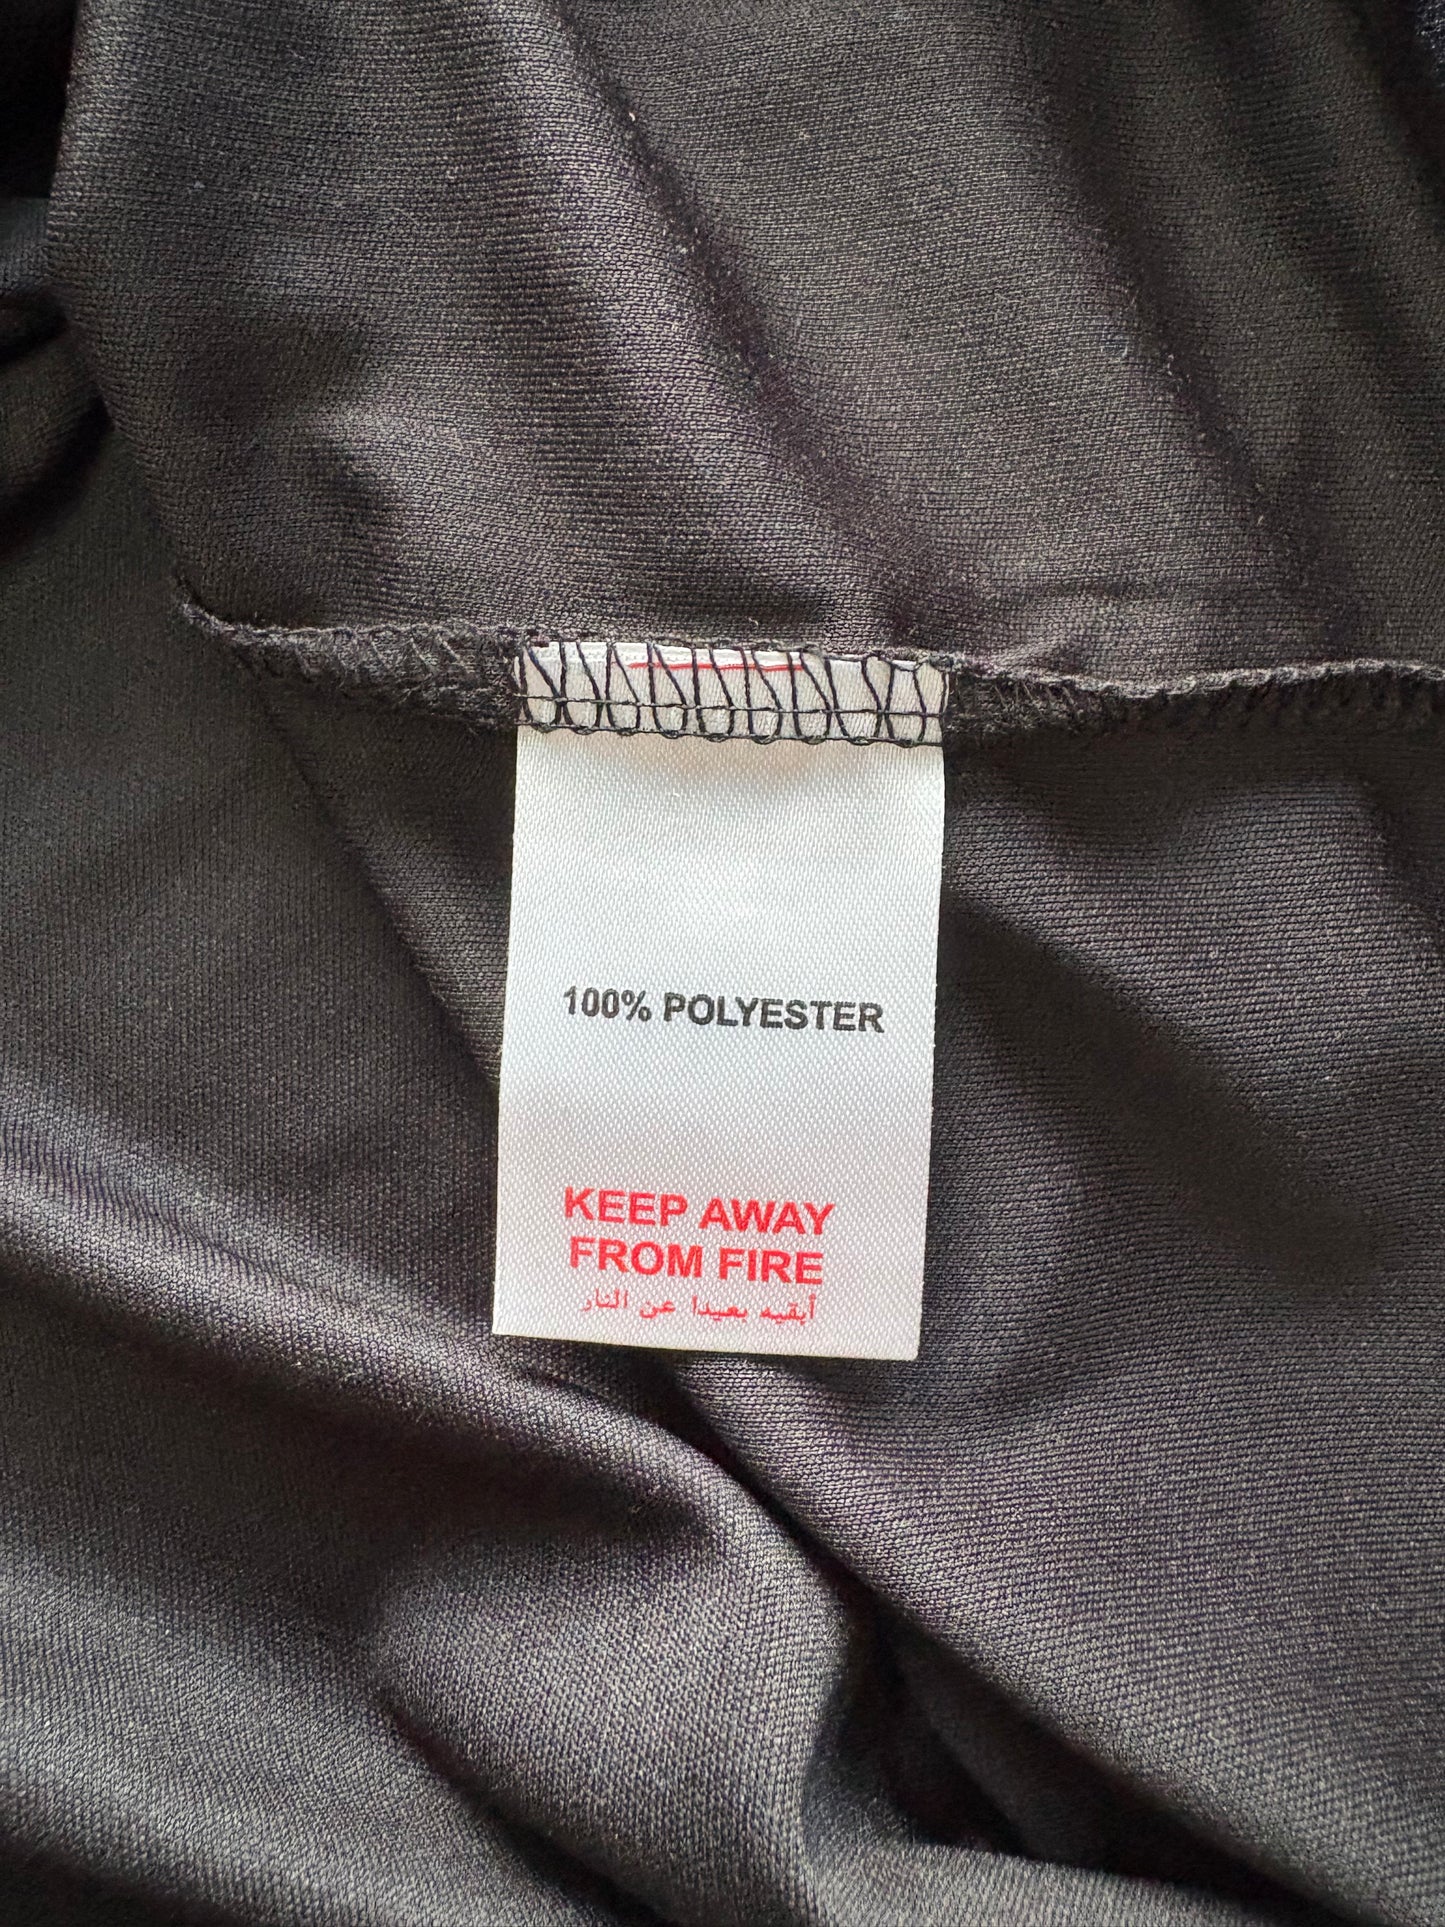 100% POLYESTER
KEEP AWAY
FROM FIRE
أبقيه بعيدا عن النار